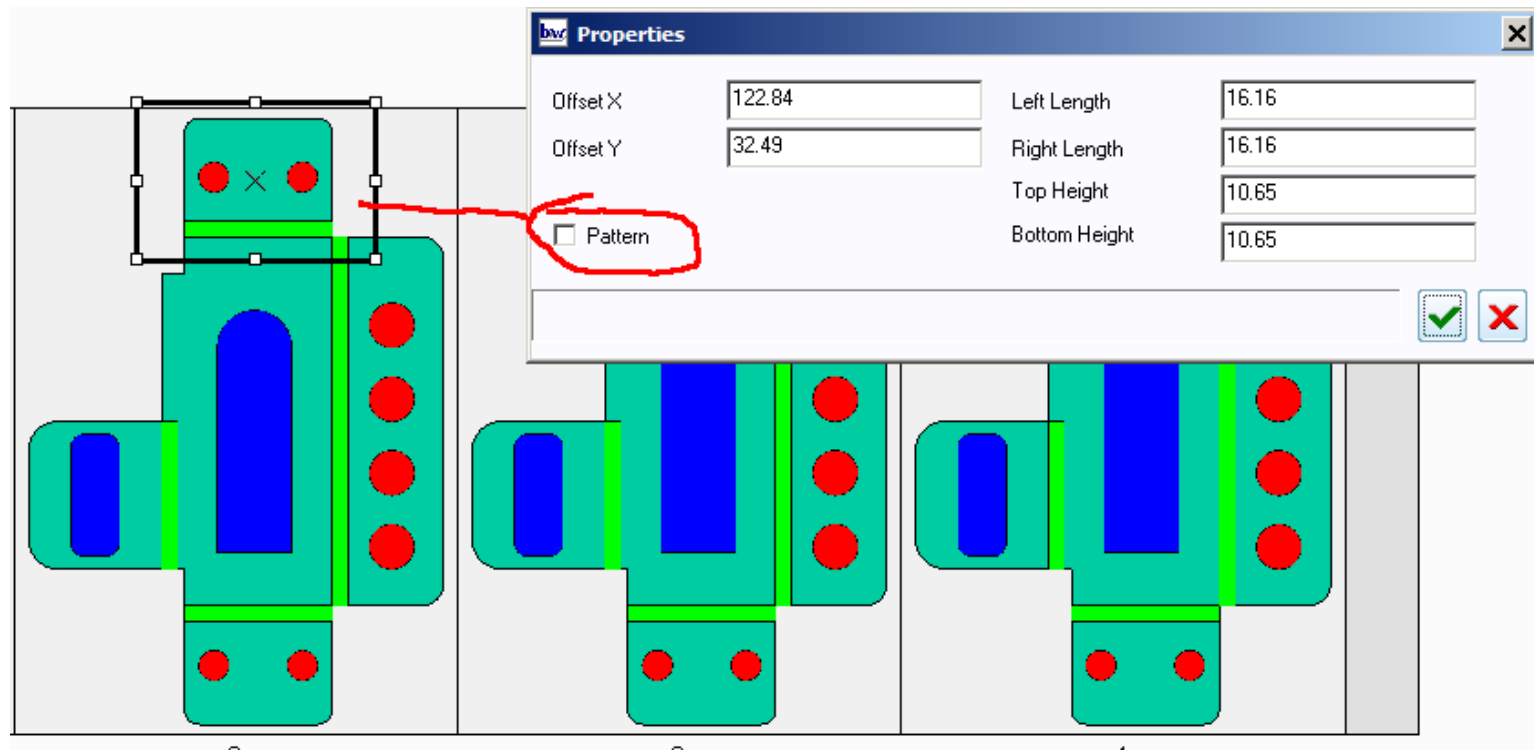 bwc Properties
Offset X 122.84 Left Length 16.16
Offset Y 32.49 Right Length 16.16
Top Height 10.65
Pattern Bottom Height 10.65